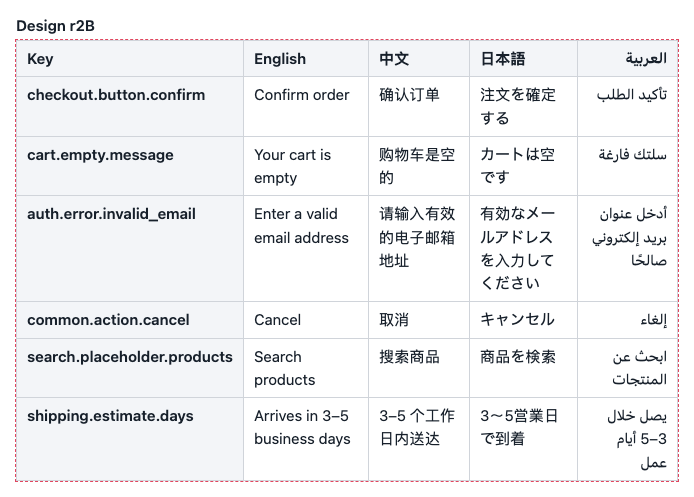 Design r2B
Key
English
中文
日本語
العربية
checkout.button.confirm
Confirm order
确认订单
注文を確定
する
تأكيد الطلب
cart.empty.message
Your cart is
empty
购物车是空
的
カートは空
です
سلتك فارغة
auth.error.invalid_email
Enter a valid
email address
请输入有效
的电子邮箱
地址
有効なメー
ルアドレス
を入力して
ください
أدخل عنوان
بريد إلكتروني
صالحًا
common.action.cancel
Cancel
取消
キャンセル
إلغاء
search.placeholder.products
Search
products
搜索商品
商品を検索
ابحث عن
المنتجات
shipping.estimate.days
Arrives in 3–5
business days
3–5 个工作
日内送达
3〜5営業日
で到着
يصل خلال
3–5 أيام
عمل